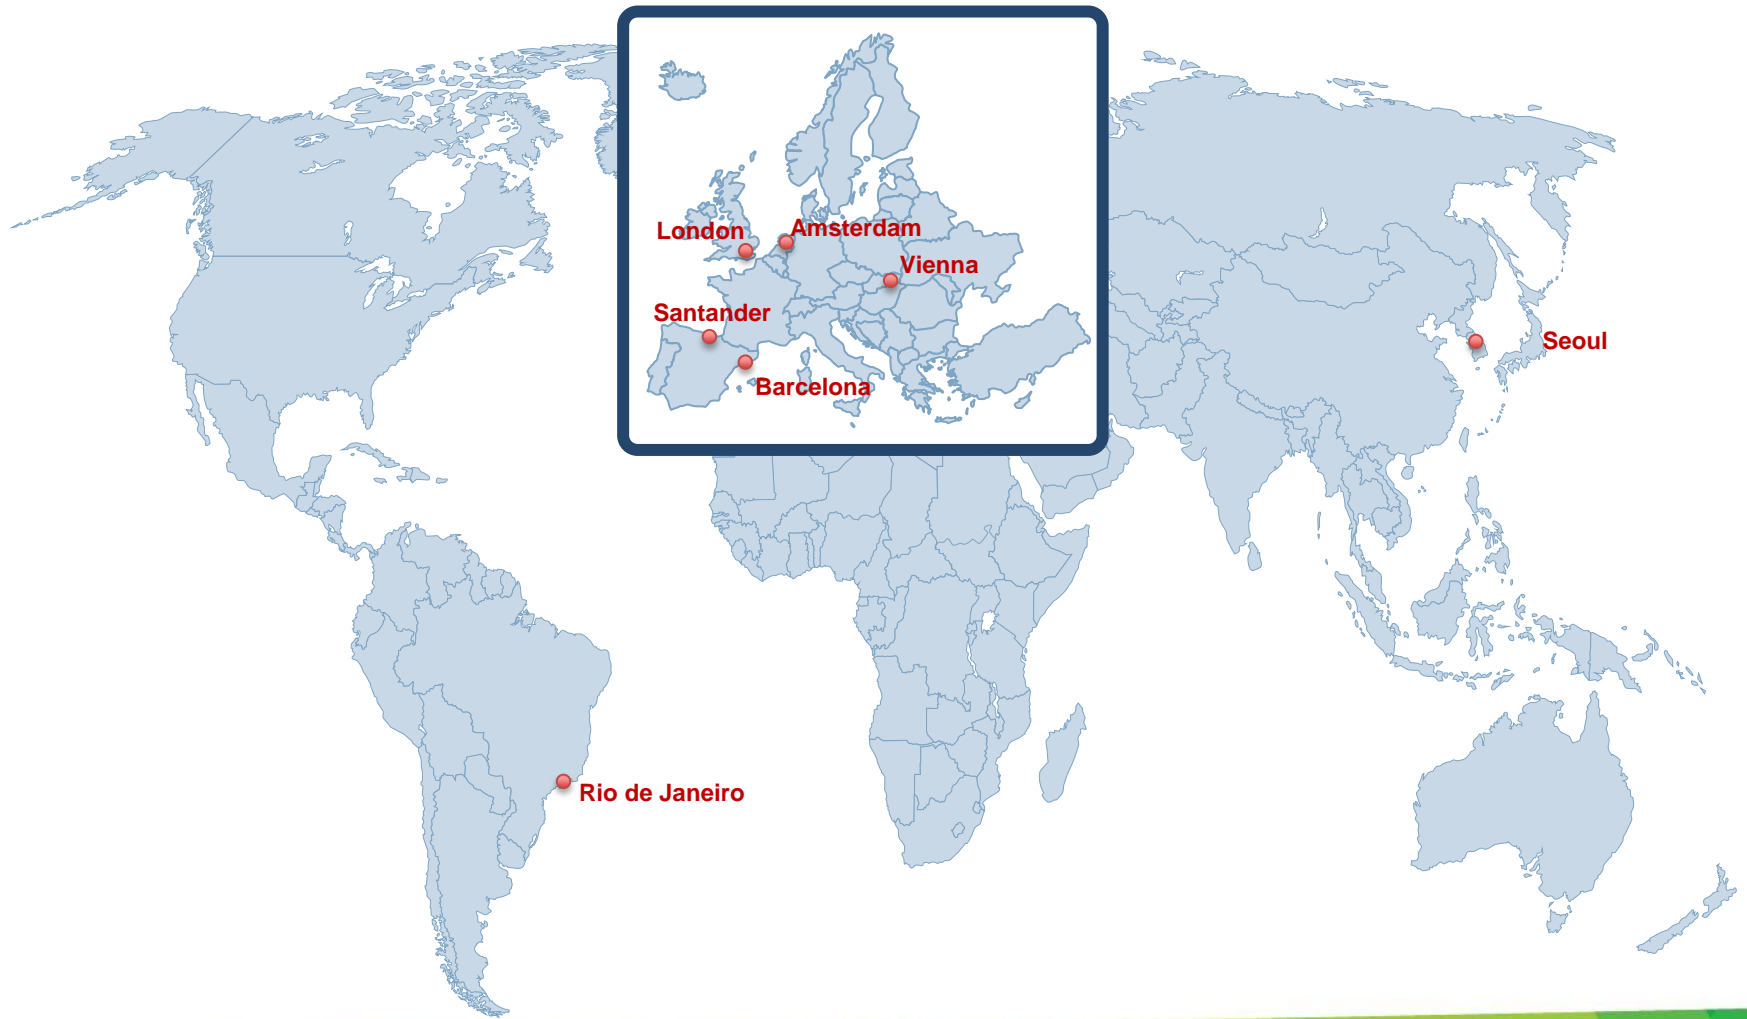 London
Amsterdam
Vienna
Santander
Barcelona
Seoul
Rio de Janeiro